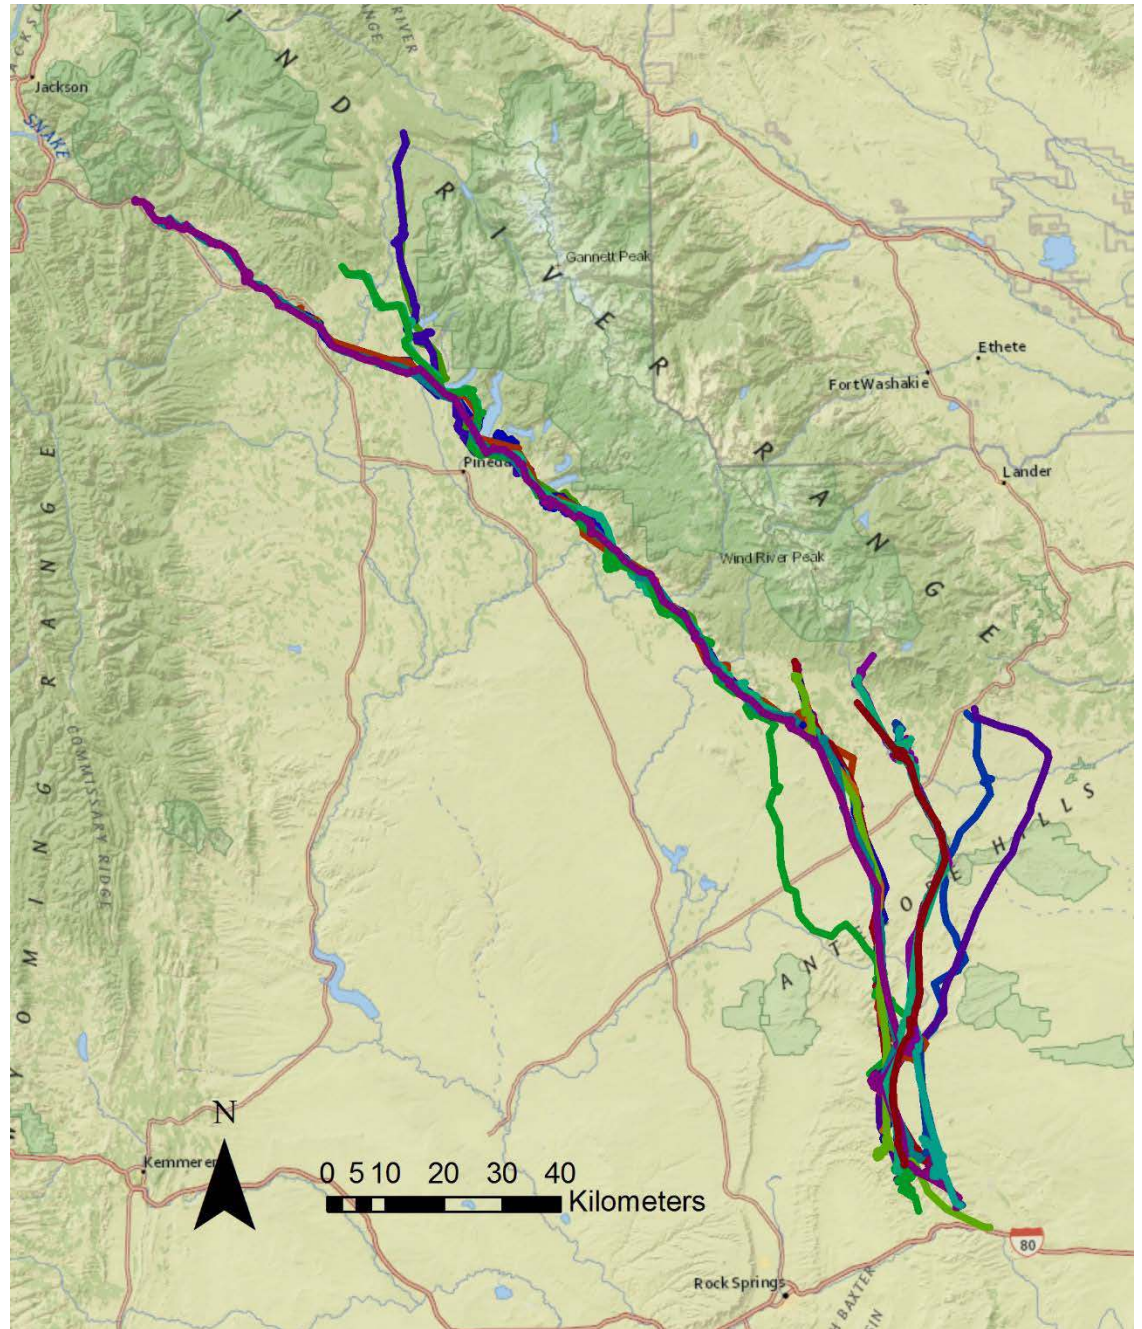 Jackson
SNAKE
RIVER
WIND RIVER RANGE
Gannett Peak
Ethete
Fort Washakie
Lander
Wind River Peak
WYOMING RANGE
COMMISSARY RIDGE
ANTELOPE HILLS
N
Kemmerer
0 5 10 20 30 40
Kilometers
80
Rock Springs
BAXTER